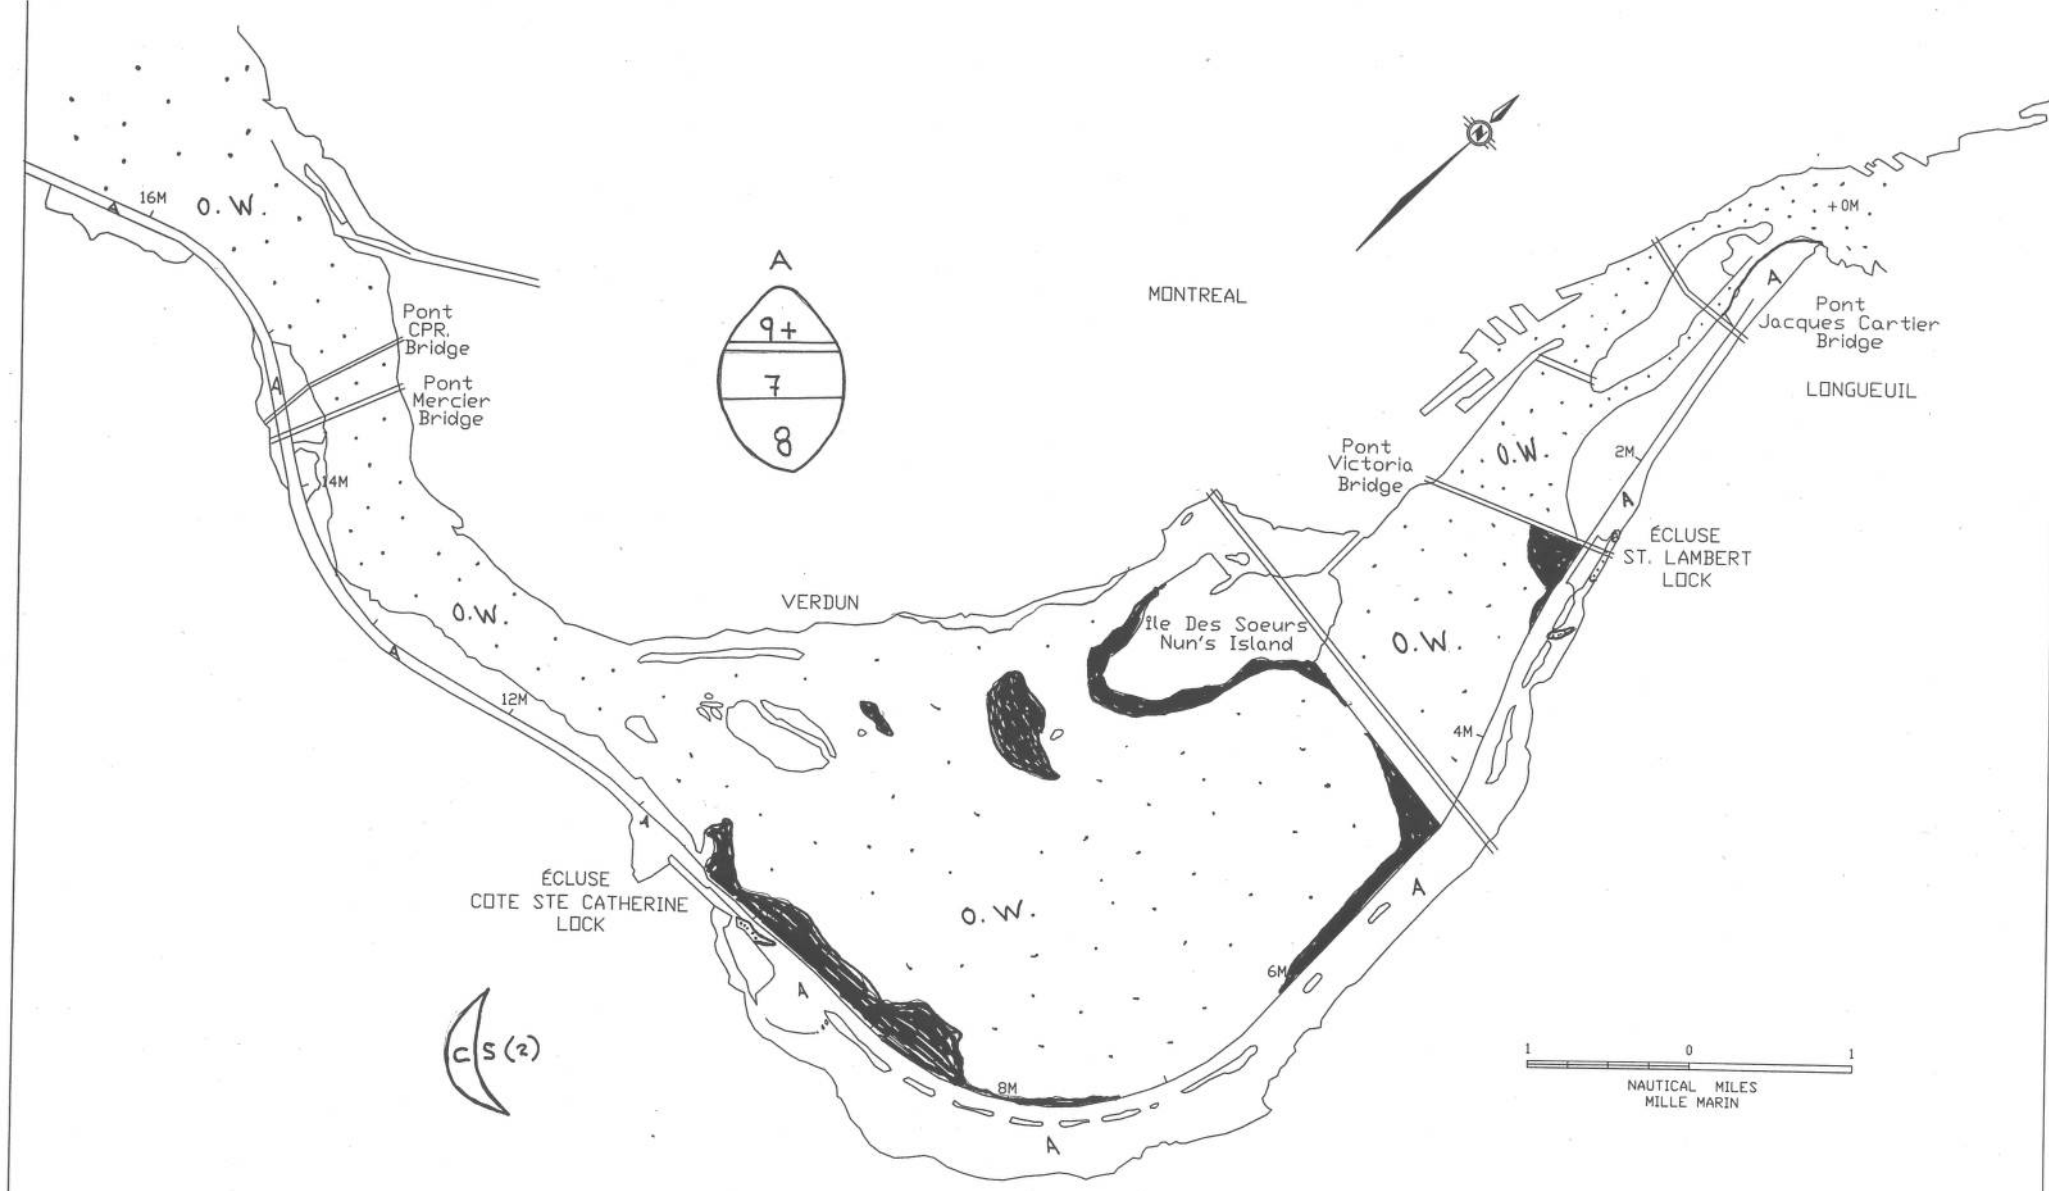 16M
A
O.W.
Pont
CPR.
Bridge
A
Pont
Mercier
Bridge
14M
A
9+
7
8
MONTREAL
N
+0M
A
Pont
Jacques Cartier
Bridge
LONGUEUIL
2M
O.W.
Pont
Victoria
Bridge
A
ÉCLUSE
ST. LAMBERT
LOCK
O.W.
VERDUN
Île Des Soeurs
Nun's Island
O.W.
A
12M
4M
A
ÉCLUSE
COTE STE CATHERINE
LOCK
A
O.W.
6M
A
C S (2)
8M
A
1 0 1
NAUTICAL MILES
MILLE MARIN